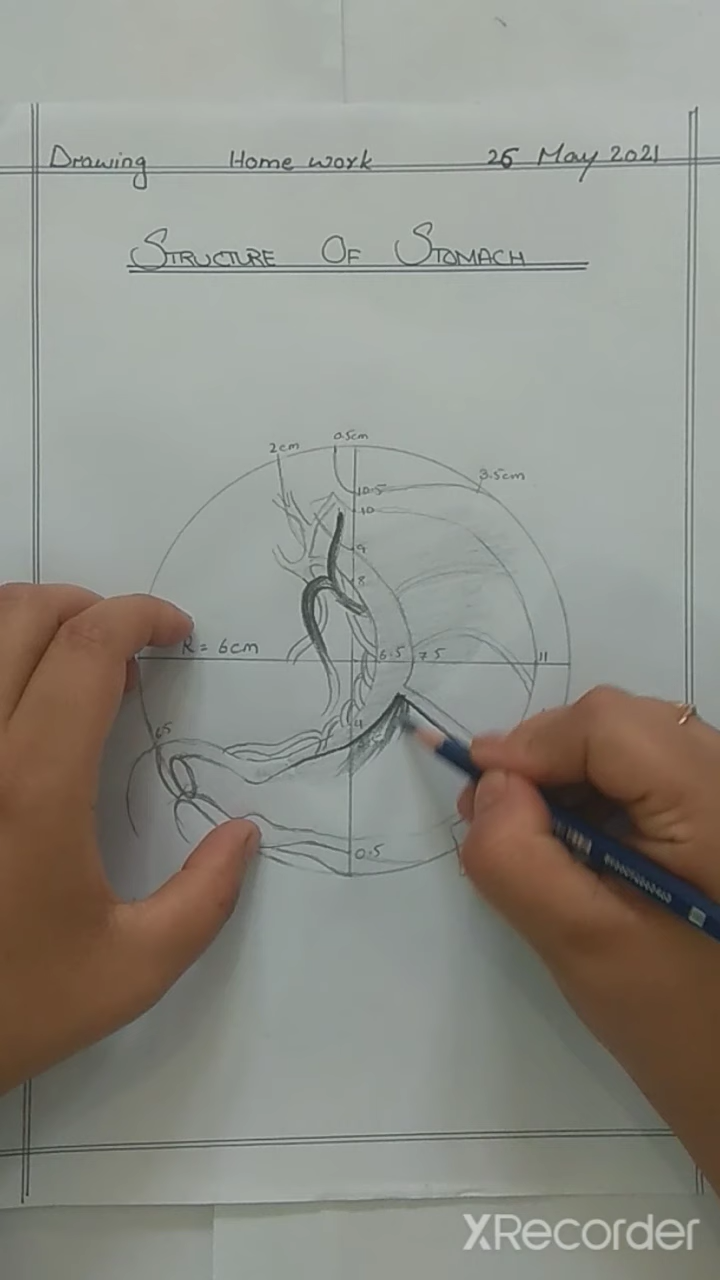 Drawing Home work 26 May 2021
STRUCTURE OF STOMACH
0.5cm
2cm
3.5cm
10.5
10
9
8
R = 6cm
6.5 7.5 11
4
6.5
0.5
XRecorder